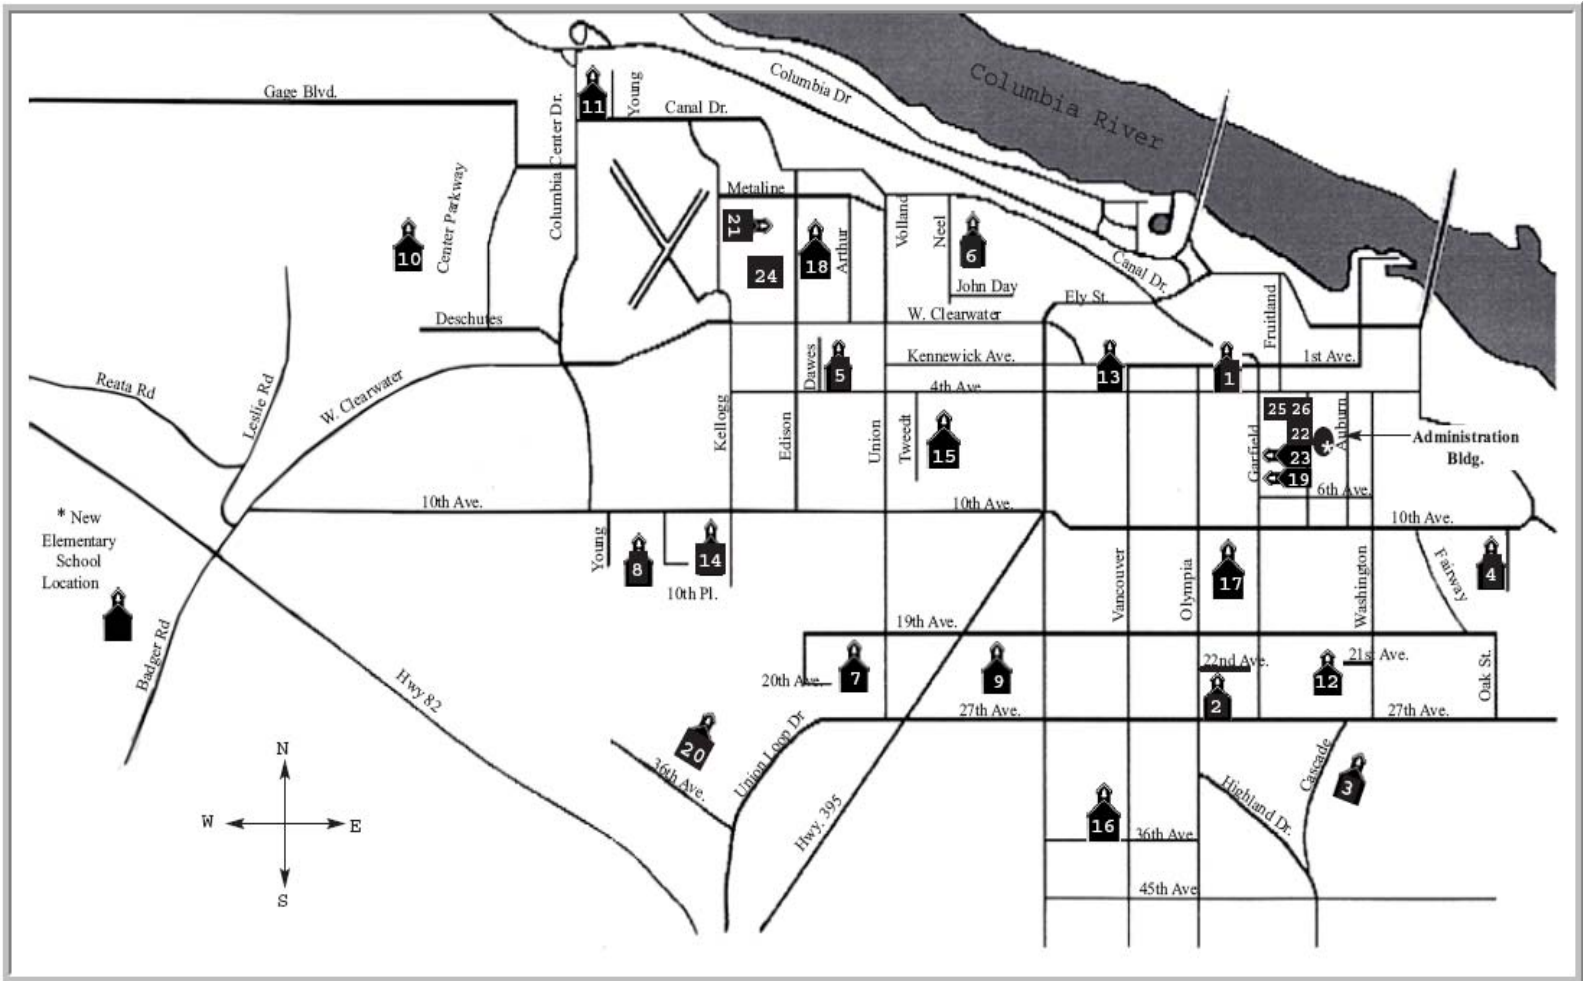 Columbia River
Columbia Dr
Gage Blvd.
Columbia Center Dr.
11
Young
Canal Dr.
Center Parkway
10
Metaline
21
24
18
Arthur
Volland
Neel
6
John Day
Canal Dr.
Ely St.
W. Clearwater
Fruitland
Deschutes
Dawes
5
Kennewick Ave.
13
1
1st Ave.
4th Ave
Reata Rd
Leslie Rd
W. Clearwater
Kellogg
Edison
Union
Tweedt
15
Garfield
25 26
22
23
19
*
Auburn
Administration
Bldg.
6th Ave.
10th Ave.
10th Ave.
10th Ave.
* New
Elementary
School
Location
Young
8
14
10th Pl.
Vancouver
Olympia
17
Washington
Fairway
4
19th Ave.
Badger Rd
Hwy 82
20th Ave.
7
9
22nd Ave.
2
12
21st Ave.
Oak St.
27th Ave.
27th Ave.
20
36th Ave.
Union Loop Dr
Hwy. 395
16
36th Ave
Highland Dr.
Cascade
3
45th Ave
N
W
E
S